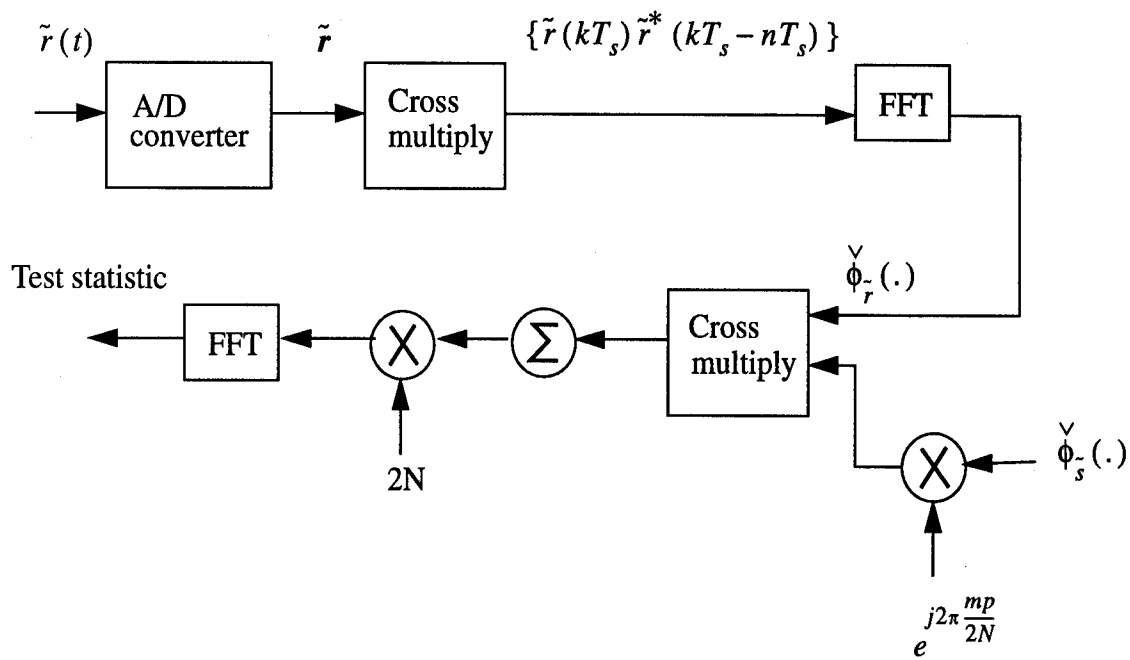 r̃(t)
r̃
{r̃(kT_s)r̃*(kT_s – nT_s)}
A/D
converter
Cross
multiply
FFT
Test statistic
φ̌_r̃(.)
FFT
X
Σ
Cross
multiply
2N
X
φ̌_s̃(.)
e^{j2π mp/2N}